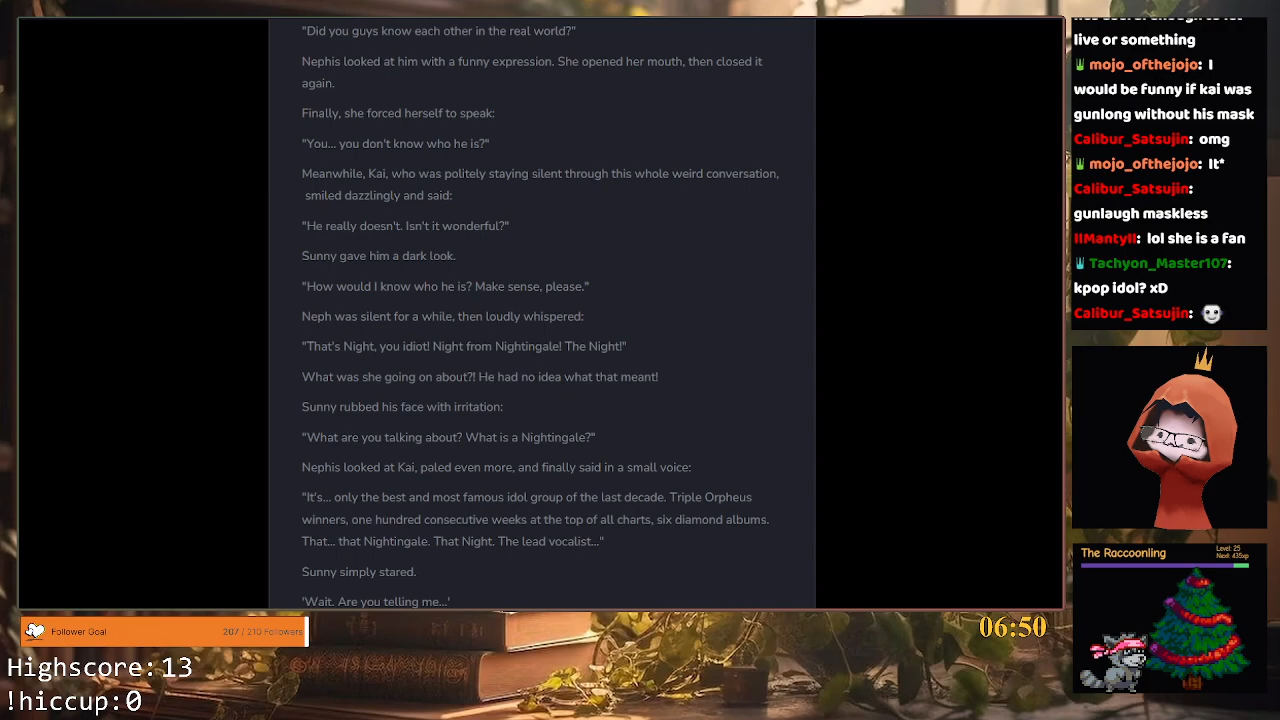 "Did you guys know each other in the real world?"
Nephis looked at him with a funny expression. She opened her mouth, then closed it
again.
Finally, she forced herself to speak:
"You... you don't know who he is?"
Meanwhile, Kai, who was politely staying silent through this whole weird conversation,
smiled dazzlingly and said:
"He really doesn't. Isn't it wonderful?"
Sunny gave him a dark look.
"How would I know who he is? Make sense, please."
Neph was silent for a while, then loudly whispered:
"That's Night, you idiot! Night from Nightingale! The Night!"
What was she going on about?! He had no idea what that meant!
Sunny rubbed his face with irritation:
"What are you talking about? What is a Nightingale?"
Nephis looked at Kai, paled even more, and finally said in a small voice:
"It's... only the best and most famous idol group of the last decade. Triple Orpheus
winners, one hundred consecutive weeks at the top of all charts, six diamond albums.
That... that Nightingale. That Night. The lead vocalist..."
Sunny simply stared.
'Wait. Are you telling me...'
live or something
mojo_ofthejojo: I
would be funny if kai was
gunlong without his mask
Calibur_Satsujin: omg
mojo_ofthejojo: It*
Calibur_Satsujin:
gunlaugh maskless
IIMantyII: lol she is a fan
Tachyon_Master107:
kpop idol? xD
Calibur_Satsujin:
The Raccoonling
Level: 25
Next: 435xp
Follower Goal
207 / 210 Followers
06:50
Highscore:13
!hiccup:0